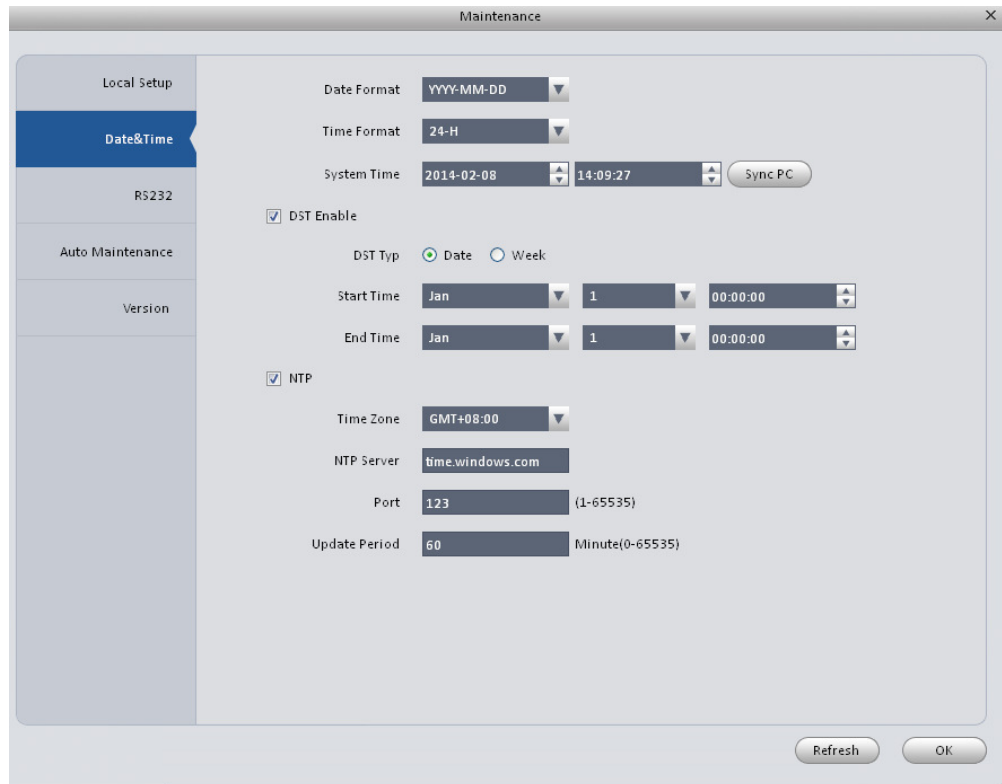 Maintenance
Local Setup
Date&Time
RS232
Auto Maintenance
Version
Date Format YYYY-MM-DD
Time Format 24-H
System Time 2014-02-08 14:09:27 Sync PC
DST Enable
DST Typ Date Week
Start Time Jan 1 00:00:00
End Time Jan 1 00:00:00
NTP
Time Zone GMT+08:00
NTP Server time.windows.com
Port 123 (1-65535)
Update Period 60 Minute(0-65535)
Refresh OK